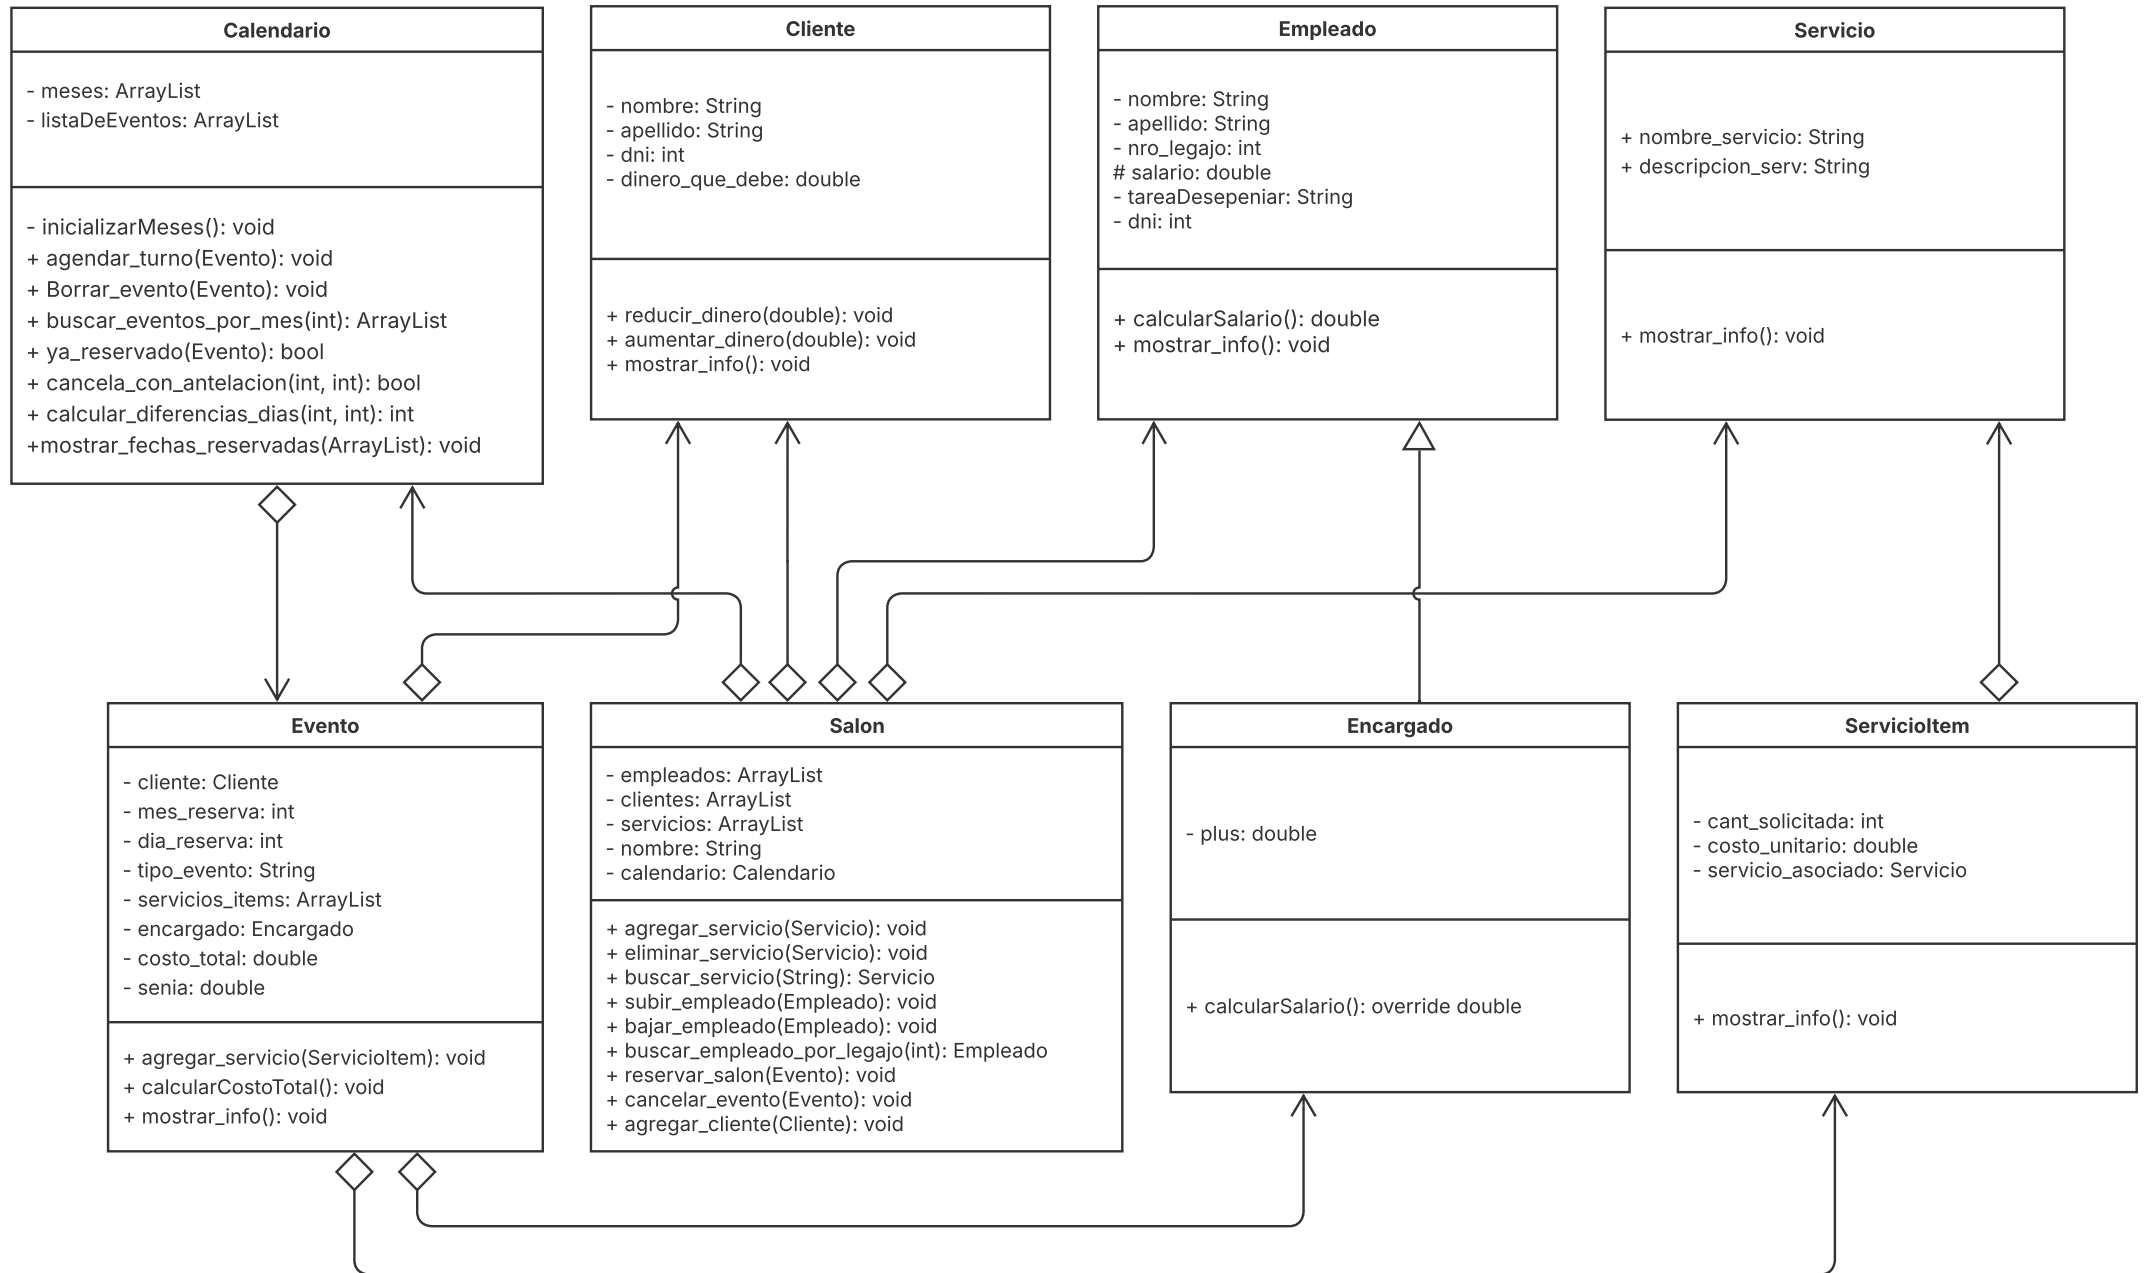 Calendario
- meses: ArrayList
- listaDeEventos: ArrayList
- inicializarMeses(): void
+ agendar_turno(Evento): void
+ Borrar_evento(Evento): void
+ buscar_eventos_por_mes(int): ArrayList
+ ya_reservado(Evento): bool
+ cancela_con_antelacion(int, int): bool
+ calcular_diferencias_dias(int, int): int
+mostrar_fechas_reservadas(ArrayList): void
Cliente
- nombre: String
- apellido: String
- dni: int
- dinero_que_debe: double
+ reducir_dinero(double): void
+ aumentar_dinero(double): void
+ mostrar_info(): void
Empleado
- nombre: String
- apellido: String
- nro_legajo: int
# salario: double
- tareaDesepeniar: String
- dni: int
+ calcularSalario(): double
+ mostrar_info(): void
Servicio
+ nombre_servicio: String
+ descripcion_serv: String
+ mostrar_info(): void
Evento
- cliente: Cliente
- mes_reserva: int
- dia_reserva: int
- tipo_evento: String
- servicios_items: ArrayList
- encargado: Encargado
- costo_total: double
- senia: double
+ agregar_servicio(ServicioItem): void
+ calcularCostoTotal(): void
+ mostrar_info(): void
Salon
- empleados: ArrayList
- clientes: ArrayList
- servicios: ArrayList
- nombre: String
- calendario: Calendario
+ agregar_servicio(Servicio): void
+ eliminar_servicio(Servicio): void
+ buscar_servicio(String): Servicio
+ subir_empleado(Empleado): void
+ bajar_empleado(Empleado): void
+ buscar_empleado_por_legajo(int): Empleado
+ reservar_salon(Evento): void
+ cancelar_evento(Evento): void
+ agregar_cliente(Cliente): void
Encargado
- plus: double
+ calcularSalario(): override double
ServicioItem
- cant_solicitada: int
- costo_unitario: double
- servicio_asociado: Servicio
+ mostrar_info(): void